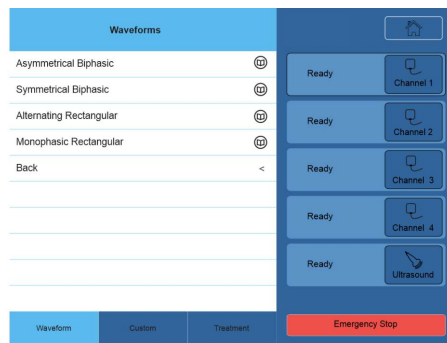 Waveforms
Asymmetrical Biphasic
Symmetrical Biphasic
Alternating Rectangular
Monophasic Rectangular
Back <
Waveform Custom Treatment
Ready Channel 1
Ready Channel 2
Ready Channel 3
Ready Channel 4
Ready Ultrasound
Emergency Stop